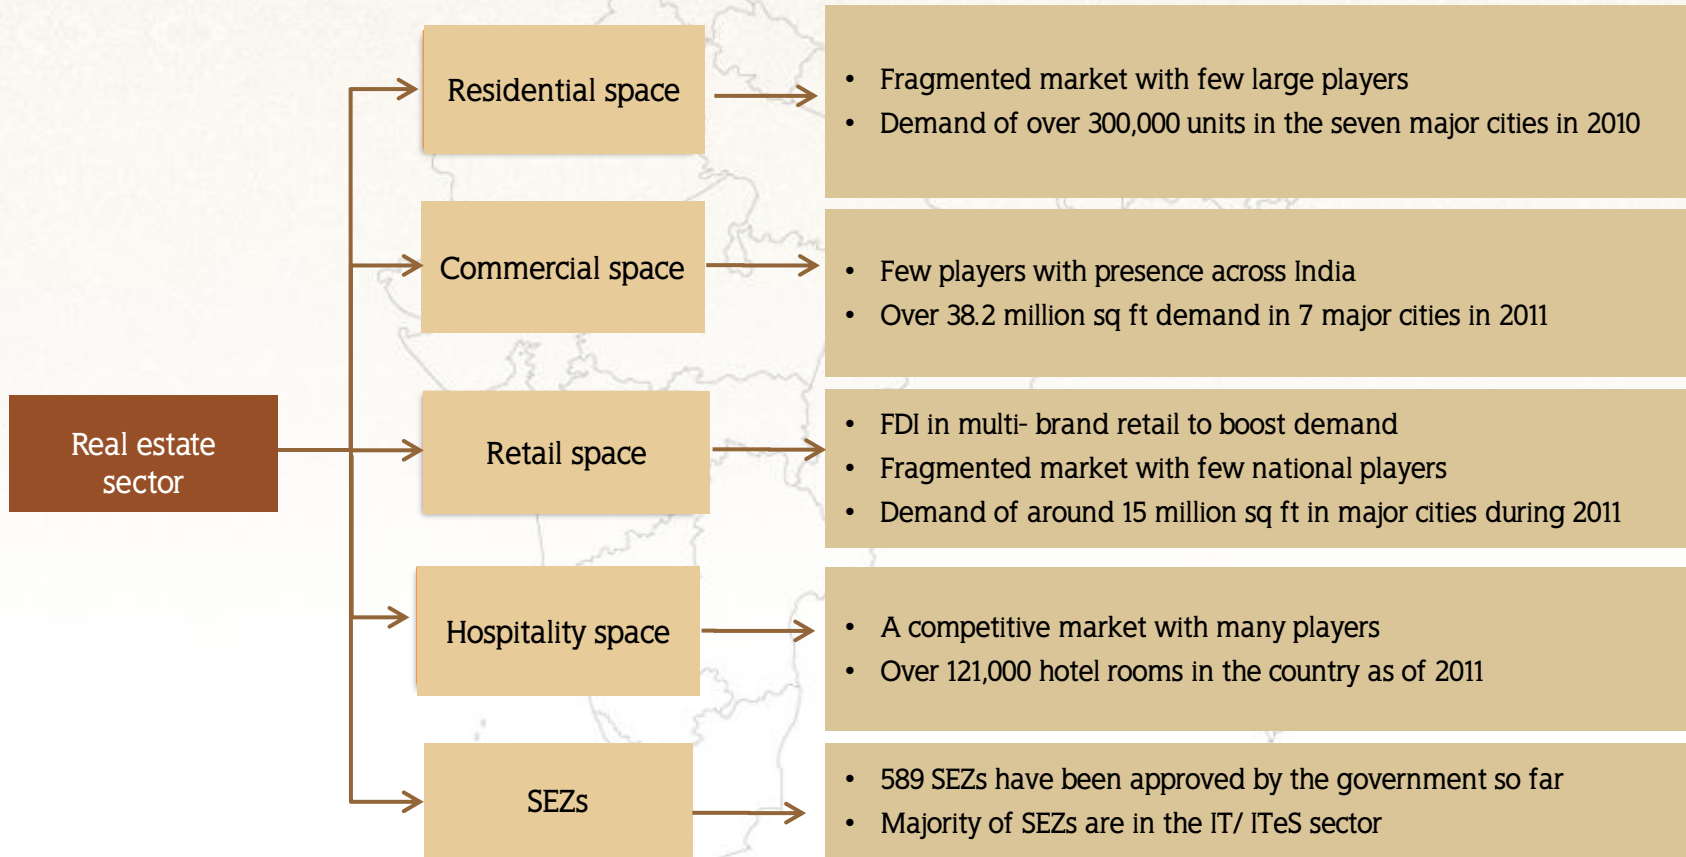 Residential space
• Fragmented market with few large players
• Demand of over 300,000 units in the seven major cities in 2010
Commercial space
• Few players with presence across India
• Over 38.2 million sq ft demand in 7 major cities in 2011
Real estate
sector
Retail space
• FDI in multi- brand retail to boost demand
• Fragmented market with few national players
• Demand of around 15 million sq ft in major cities during 2011
Hospitality space
• A competitive market with many players
• Over 121,000 hotel rooms in the country as of 2011
SEZs
• 589 SEZs have been approved by the government so far
• Majority of SEZs are in the IT/ ITeS sector